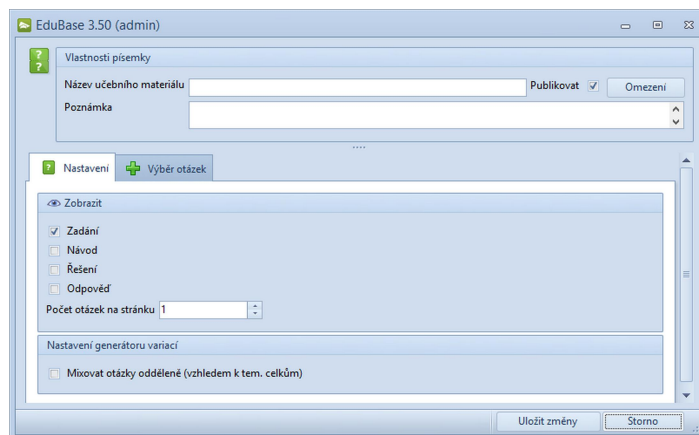 EduBase 3.50 (admin)
Vlastnosti písemky
Název učebního materiálu
Publikovat
Omezení
Poznámka
Nastavení
Výběr otázek
Zobrazit
Zadání
Návod
Řešení
Odpověď
Počet otázek na stránku 1
Nastavení generátoru variací
Mixovat otázky odděleně (vzhledem k tem. celkům)
Uložit změny
Storno